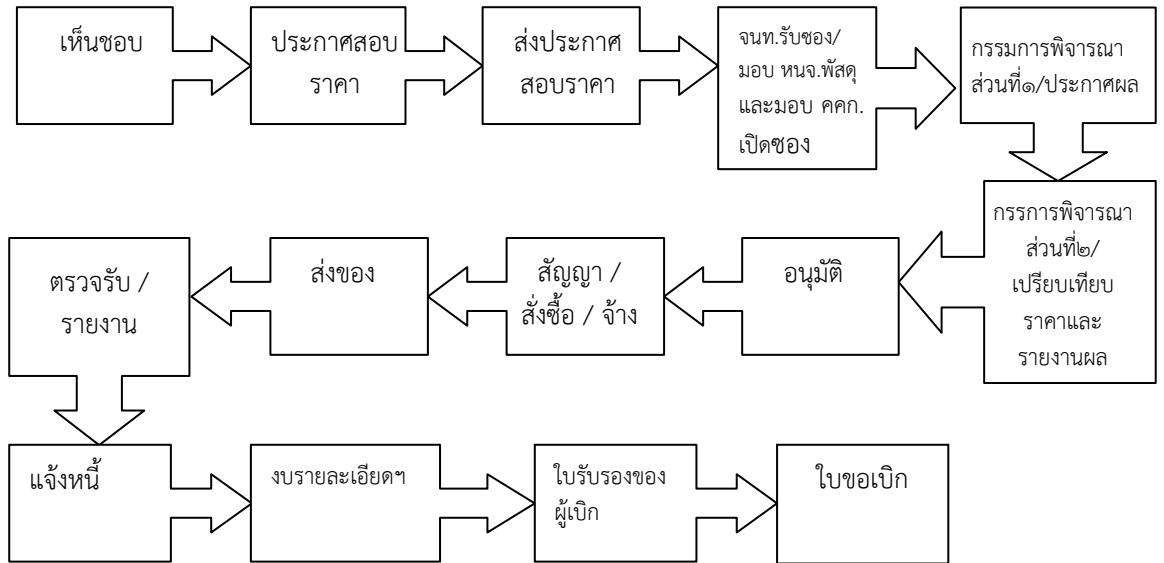 เห็นชอบ
ประกาศสอบ
ราคา
ส่งประกาศ
สอบราคา
จนท.รับซอง/
มอบ หนจ.พัสดุ
และมอบ คคก.
เปิดซอง
กรรมการพิจารณา
ส่วนที่๑/ประกาศผล
กรรการพิจารณา
ส่วนที่๒/
เปรียบเทียบ
ราคาและ
รายงานผล
อนุมัติ
สัญญา /
สั่งซื้อ / จ้าง
ส่งของ
ตรวจรับ /
รายงาน
แจ้งหนี้
งบรายละเอียดฯ
ใบรับรองของ
ผู้เบิก
ใบขอเบิก